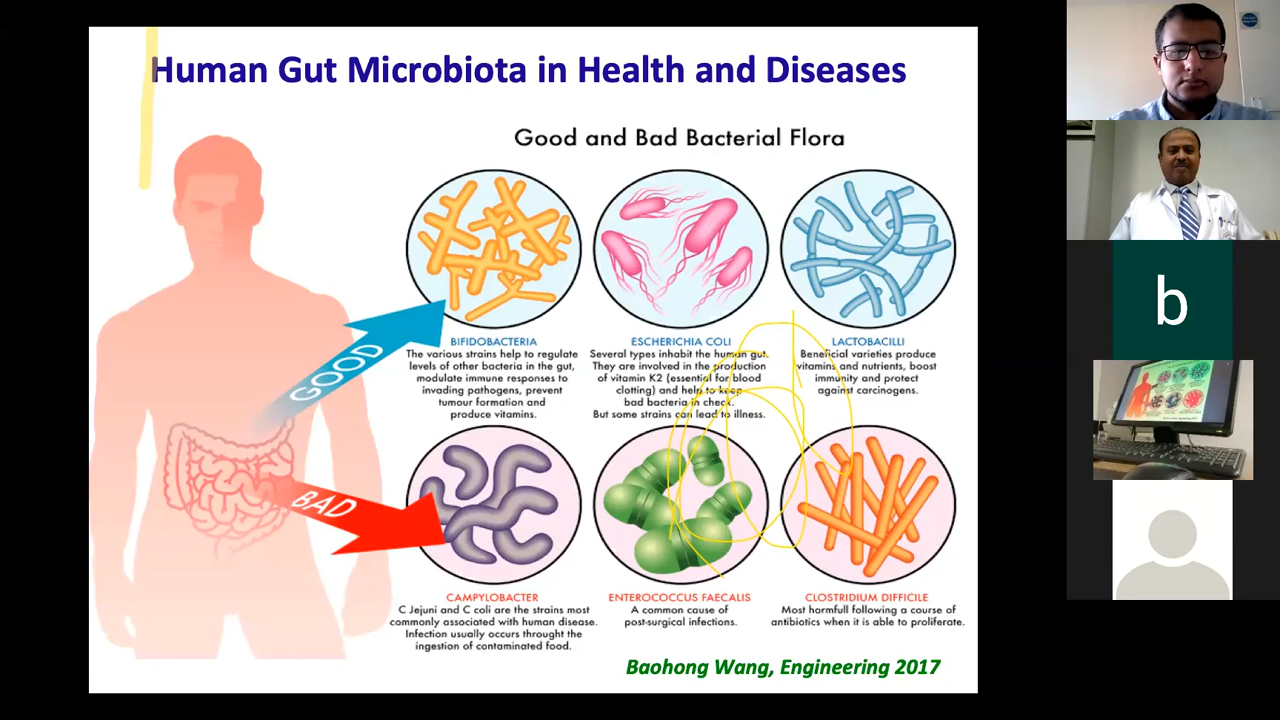 Human Gut Microbiota in Health and Diseases
Good and Bad Bacterial Flora
GOOD
BAD
BIFIDOBACTERIA
The various strains help to regulate
levels of other bacteria in the gut,
modulate immune responses to
invading pathogens, prevent
tumour formation and
produce vitamins.
ESCHERICHIA COLI
Several types inhabit the human gut.
They are involved in the production
of vitamin K2 (essential for blood
clotting) and help to keep
bad bacteria in check.
But some strains can lead to illness.
LACTOBACILLI
Beneficial varieties produce
vitamins and nutrients, boost
immunity and protect
against carcinogens.
CAMPYLOBACTER
C Jejuni and C coli are the strains most
commonly associated with human disease.
Infection usually occurs throught the
ingestion of contaminated food.
ENTEROCOCCUS FAECALIS
A common cause of
post-surgical infections.
CLOSTRIDIUM DIFFICILE
Most harmfull following a course of
antibiotics when it is able to proliferate.
Baohong Wang, Engineering 2017
b